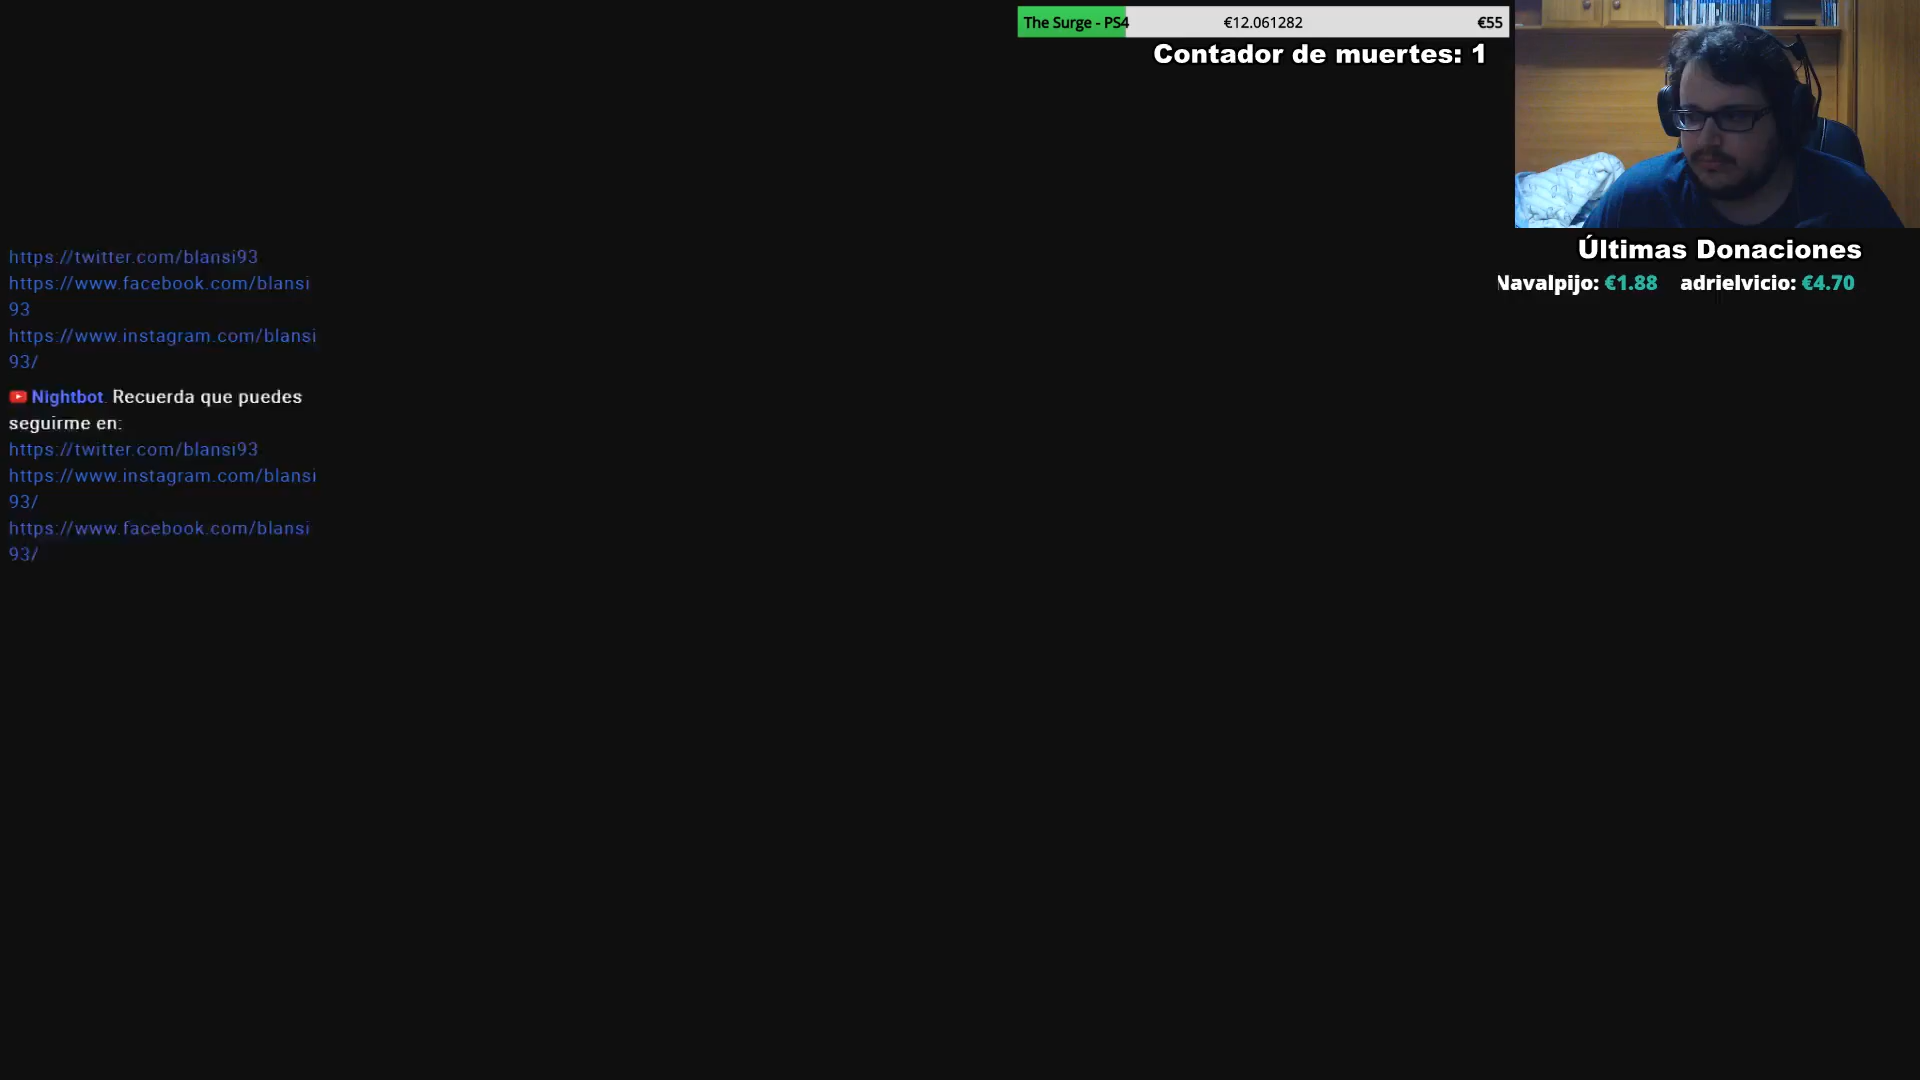 The Surge - PS4 €12.061282 €55
Contador de muertes: 1
Últimas Donaciones
Navalpijo: €1.88 adrielvicio: €4.70
https://twitter.com/blansi93
https://www.facebook.com/blansi
93
https://www.instagram.com/blansi
93/
Nightbot: Recuerda que puedes
seguirme en:
https://twitter.com/blansi93
https://www.instagram.com/blansi
93/
https://www.facebook.com/blansi
93/